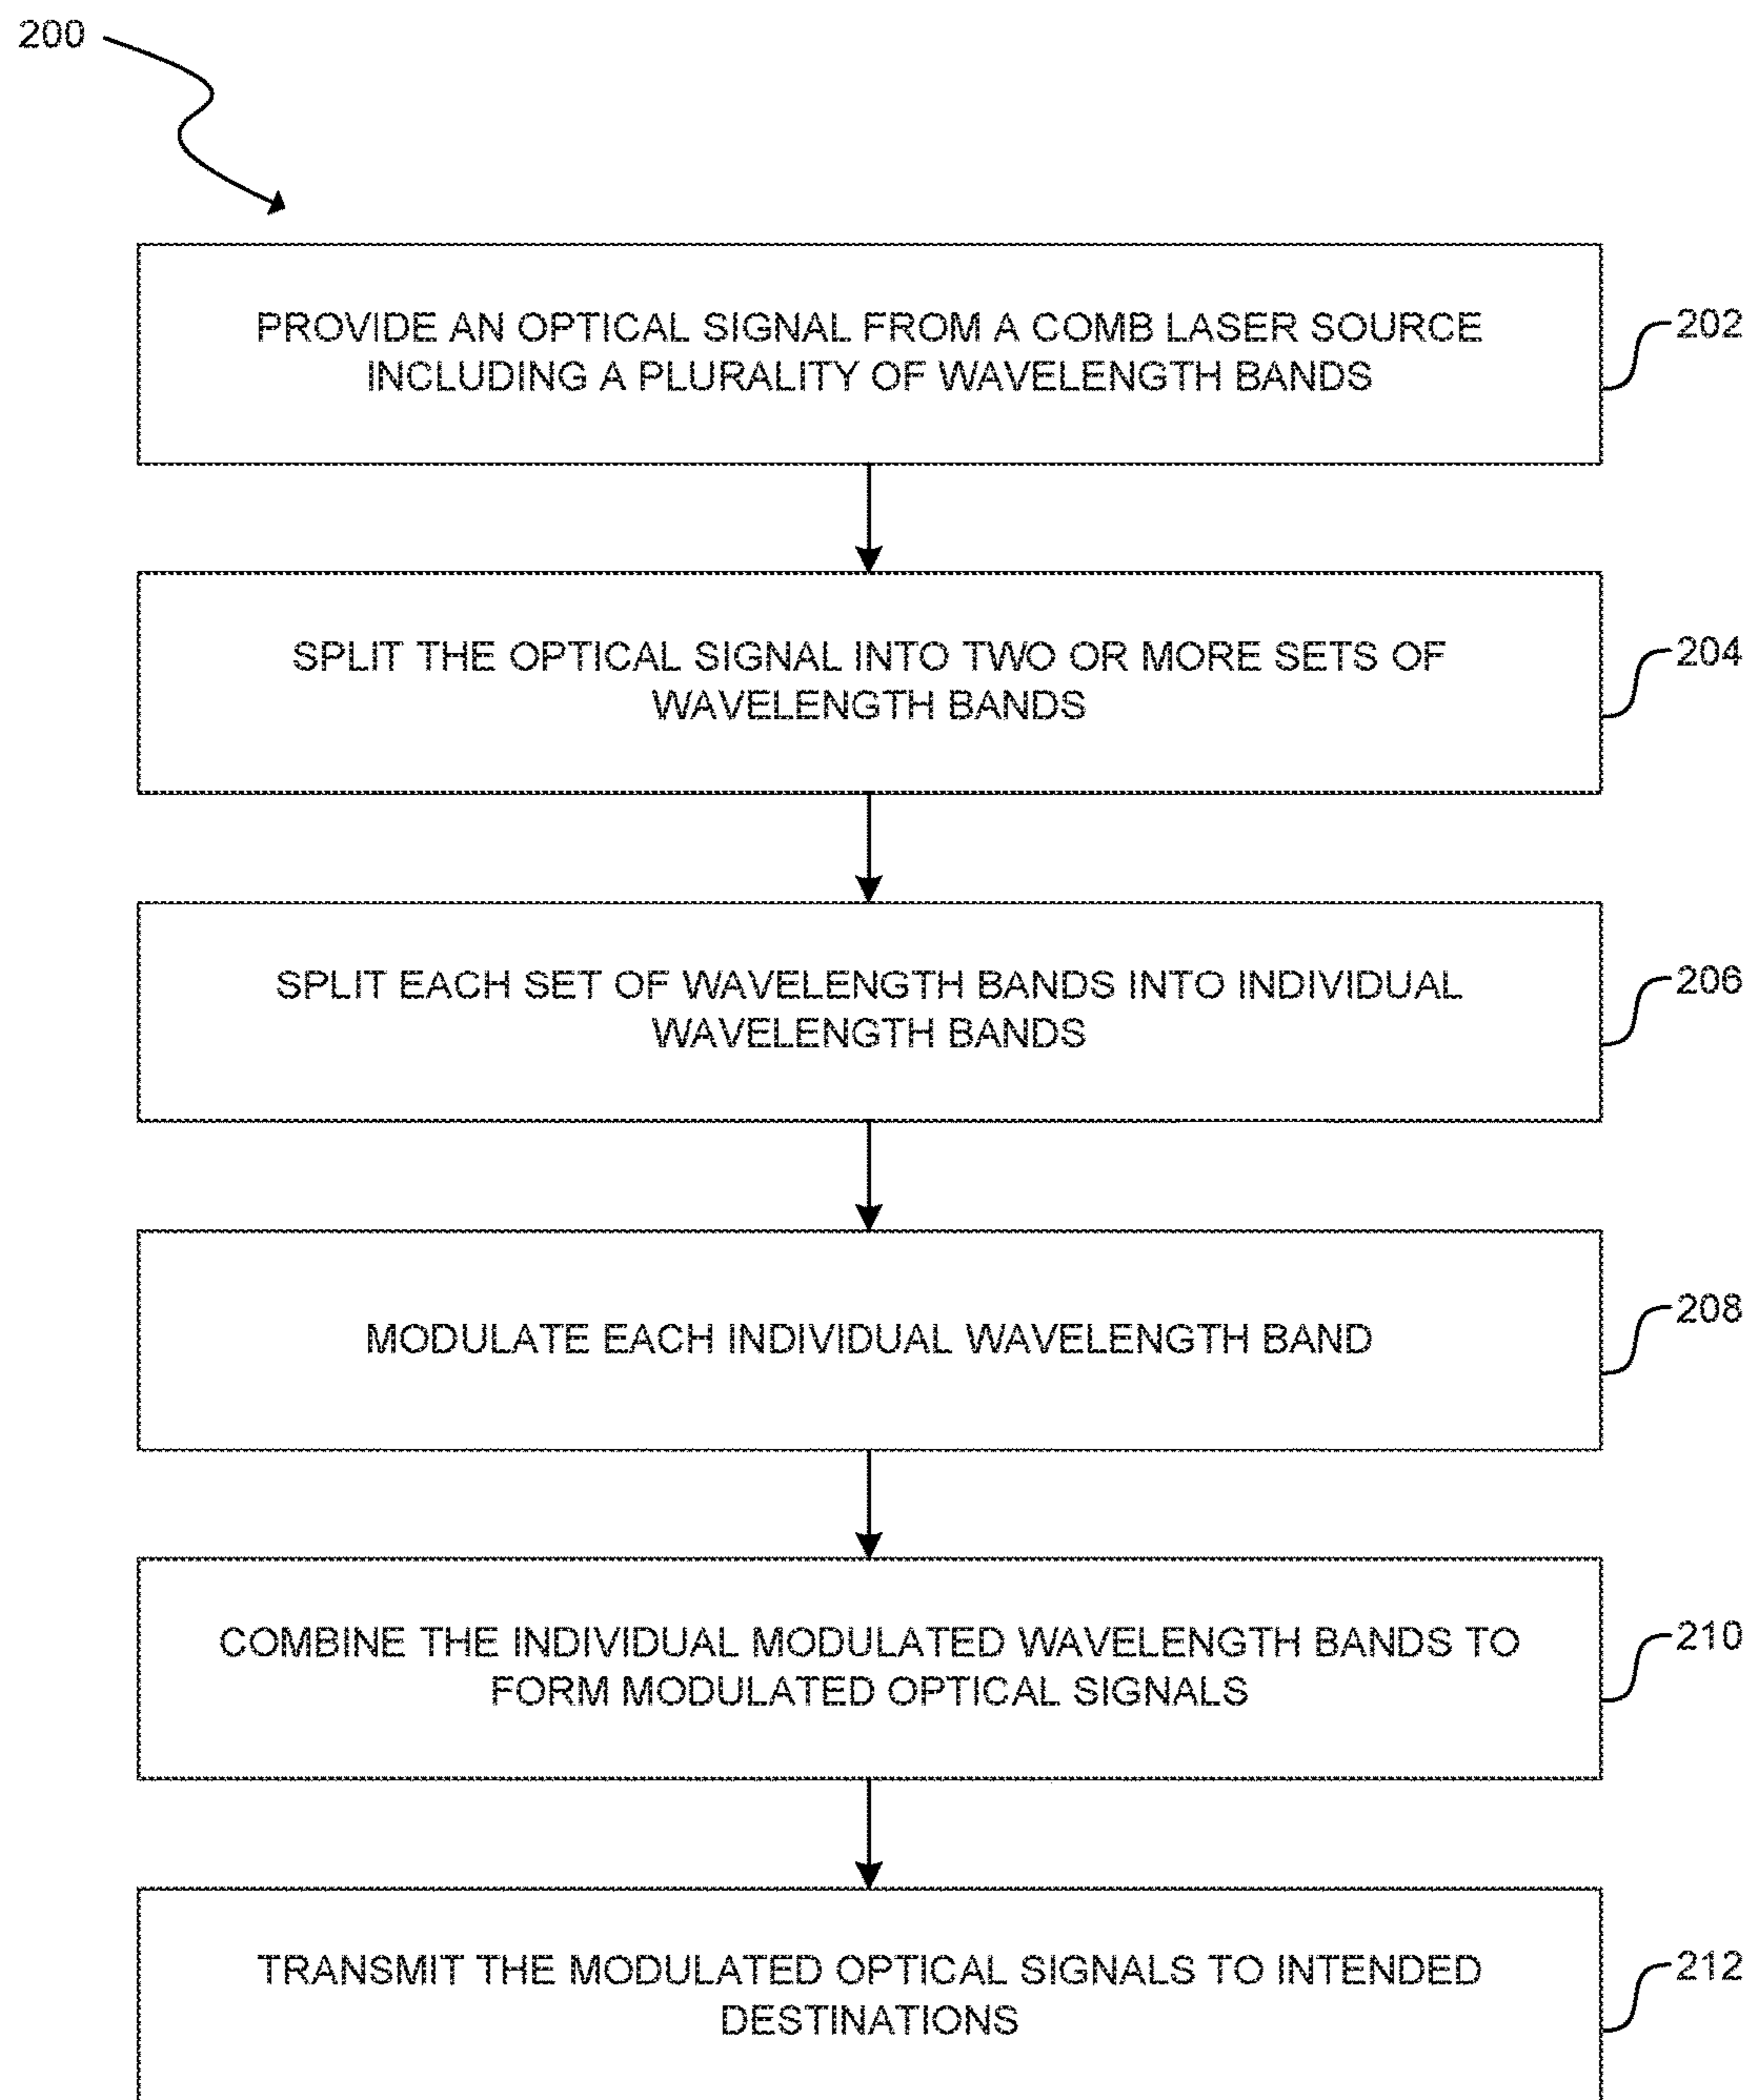 200
PROVIDE AN OPTICAL SIGNAL FROM A COMB LASER SOURCE
INCLUDING A PLURALITY OF WAVELENGTH BANDS
202
SPLIT THE OPTICAL SIGNAL INTO TWO OR MORE SETS OF
WAVELENGTH BANDS
204
SPLIT EACH SET OF WAVELENGTH BANDS INTO INDIVIDUAL
WAVELENGTH BANDS
206
MODULATE EACH INDIVIDUAL WAVELENGTH BAND
208
COMBINE THE INDIVIDUAL MODULATED WAVELENGTH BANDS TO
FORM MODULATED OPTICAL SIGNALS
210
TRANSMIT THE MODULATED OPTICAL SIGNALS TO INTENDED
DESTINATIONS
212